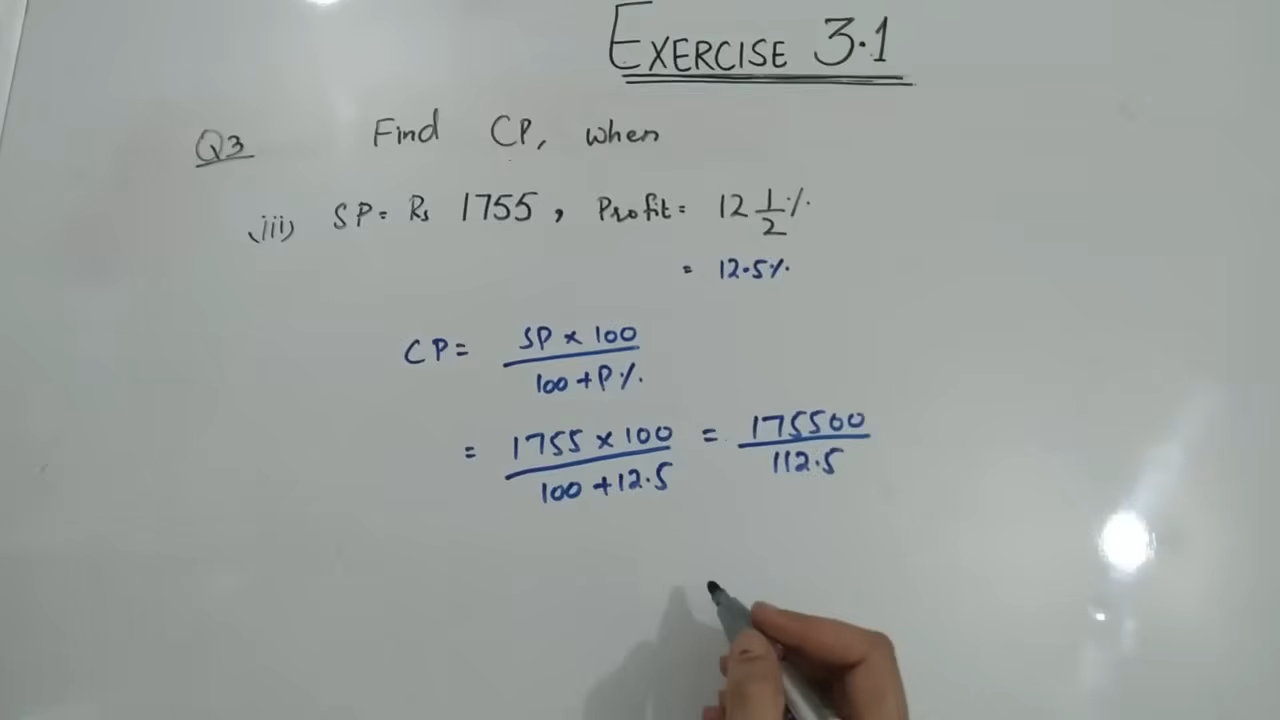 EXERCISE 3.1
Q3 Find CP, when
(iii) SP= Rs 1755, Profit= 12 1/2 %
= 12.5%
CP= SP × 100 / 100 + P%
= 1755 × 100 / 100 + 12.5 = 175500 / 112.5